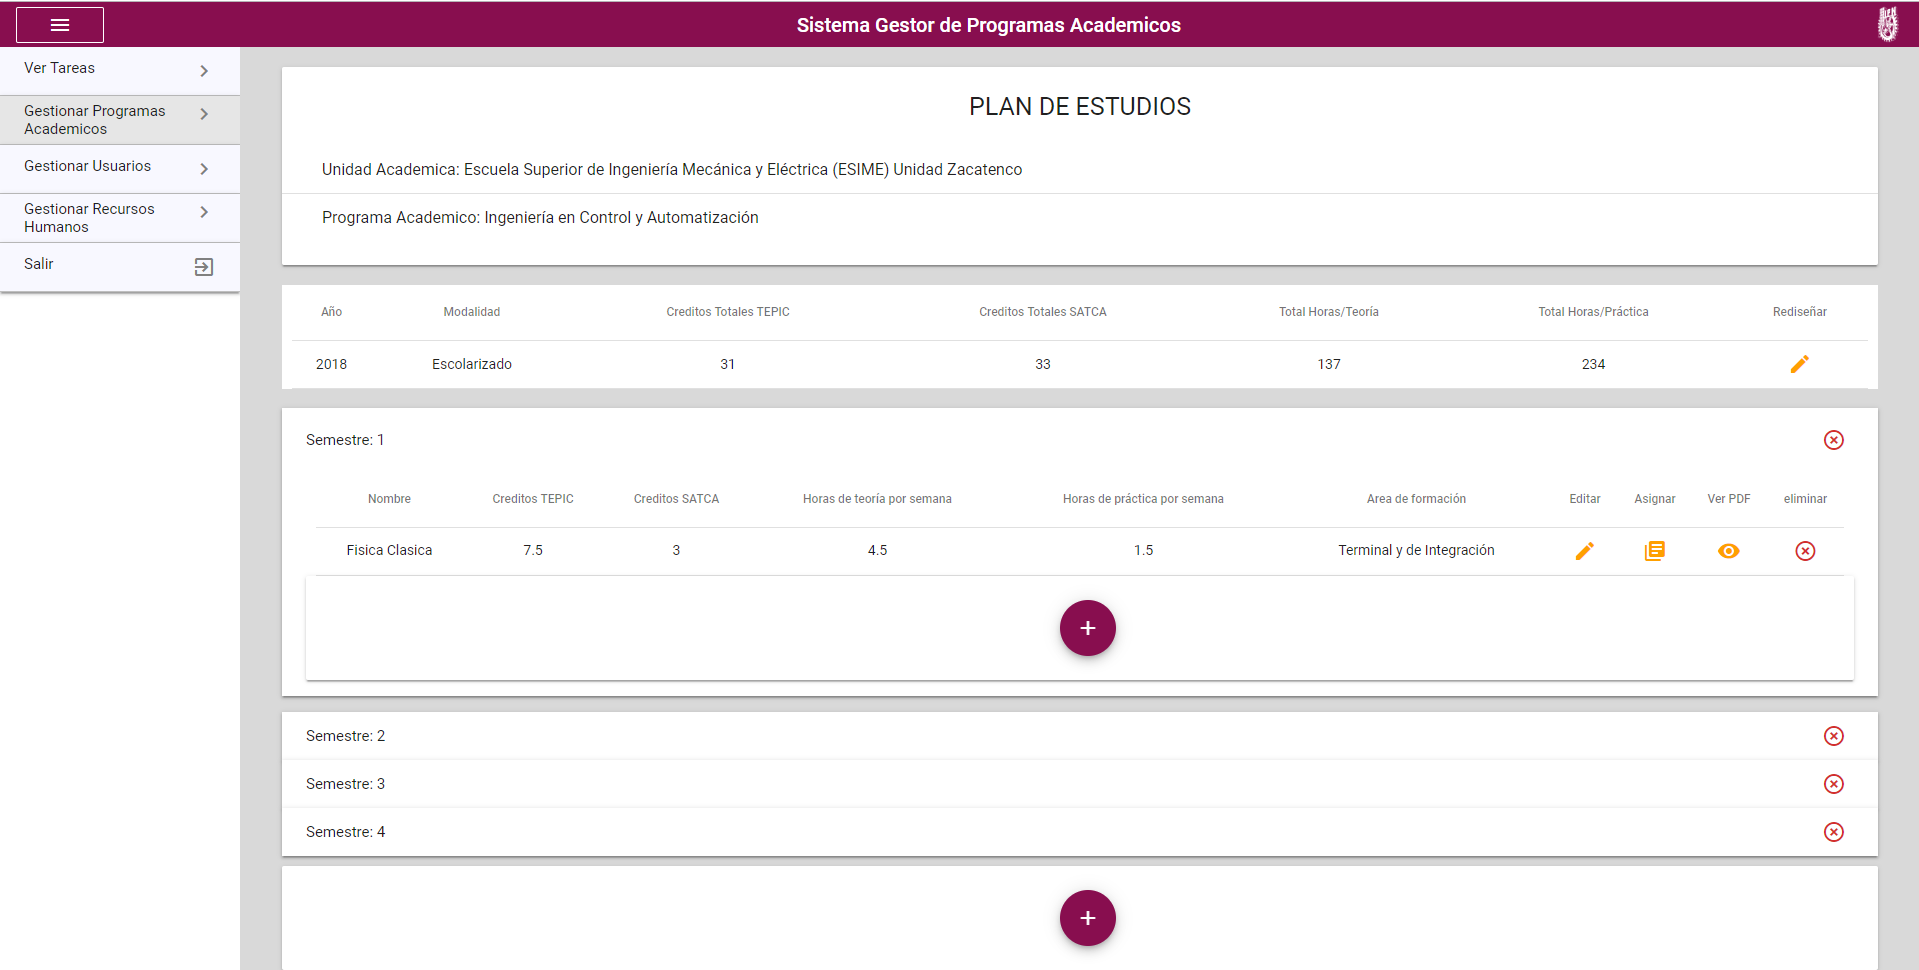 Sistema Gestor de Programas Academicos
Ver Tareas
Gestionar Programas
Academicos
Gestionar Usuarios
Gestionar Recursos
Humanos
Salir
PLAN DE ESTUDIOS
Unidad Academica: Escuela Superior de Ingeniería Mecánica y Eléctrica (ESIME) Unidad Zacatenco
Programa Academico: Ingeniería en Control y Automatización
Año Modalidad Creditos Totales TEPIC Creditos Totales SATCA Total Horas/Teoría Total Horas/Práctica Rediseñar
2018 Escolarizado 31 33 137 234
Semestre: 1
Nombre Creditos TEPIC Creditos SATCA Horas de teoría por semana Horas de práctica por semana Area de formación Editar Asignar Ver PDF eliminar
Fisica Clasica 7.5 3 4.5 1.5 Terminal y de Integración
+
Semestre: 2
Semestre: 3
Semestre: 4
+